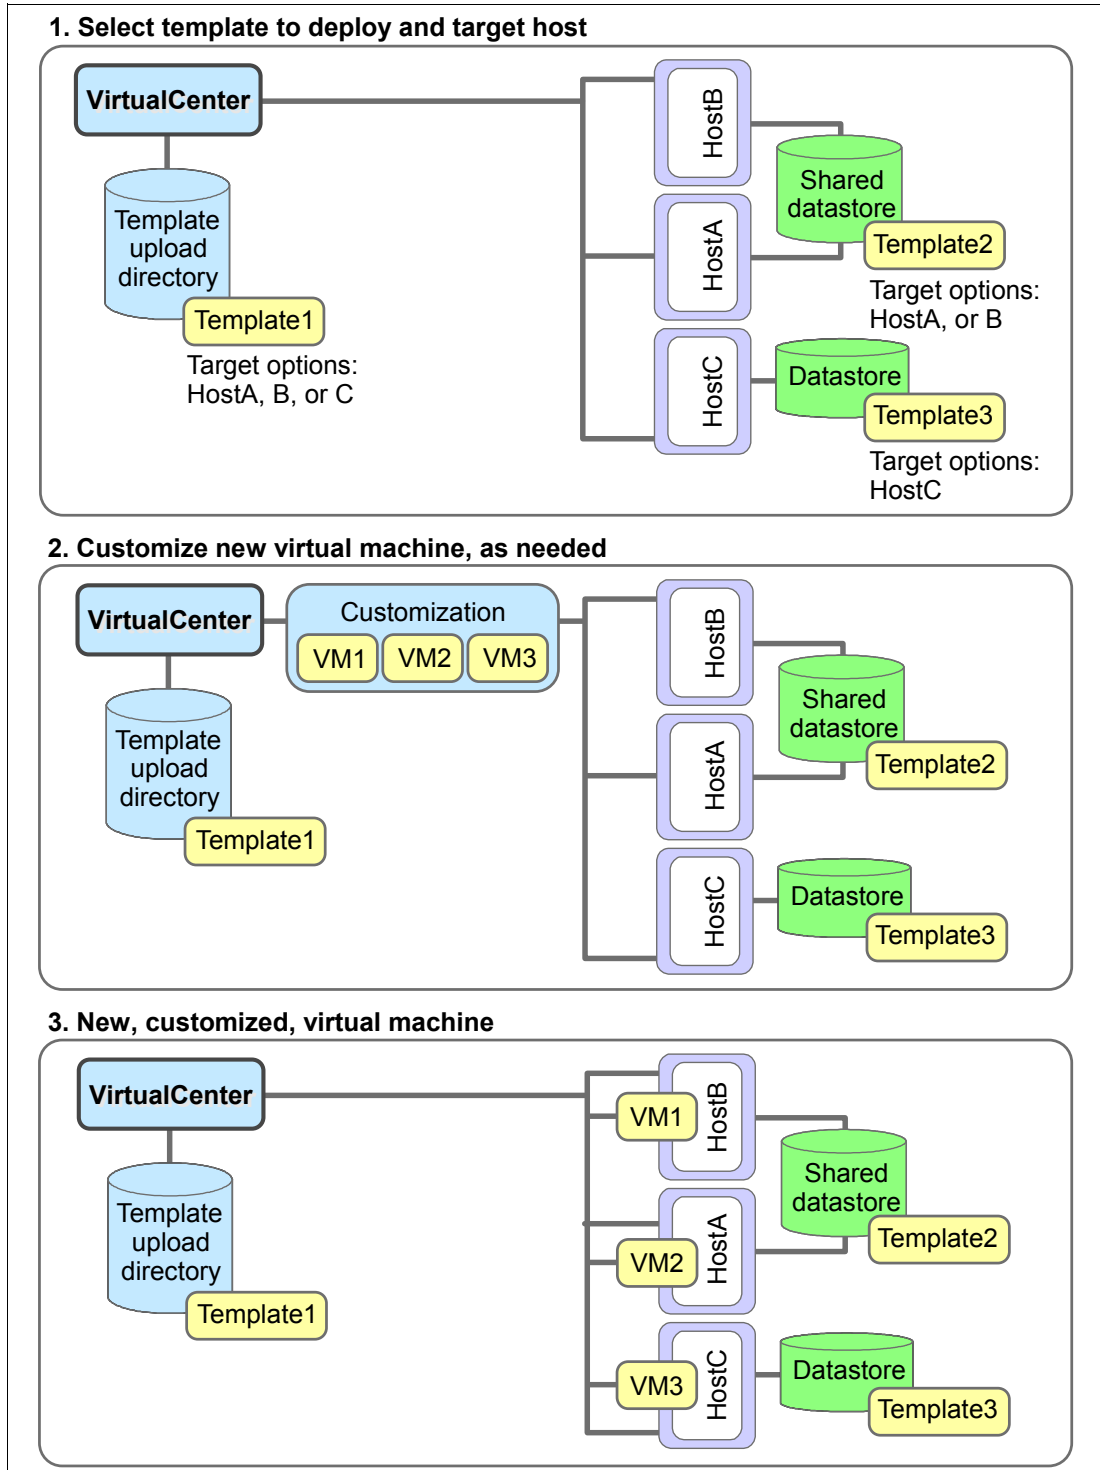 1. Select template to deploy and target host
VirtualCenter
Template
upload
directory
Template1
Target options:
HostA, B, or C
HostB
HostA
HostC
Shared
datastore
Template2
Target options:
HostA, or B
Datastore
Template3
Target options:
HostC
2. Customize new virtual machine, as needed
VirtualCenter
Customization
VM1
VM2
VM3
Template
upload
directory
Template1
HostB
HostA
HostC
Shared
datastore
Template2
Datastore
Template3
3. New, customized, virtual machine
VirtualCenter
Template
upload
directory
Template1
VM1
HostB
VM2
HostA
VM3
HostC
Shared
datastore
Template2
Datastore
Template3